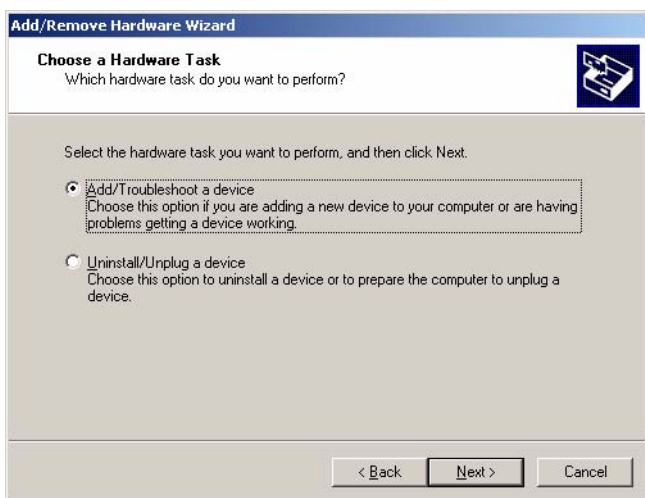 Add/Remove Hardware Wizard
Choose a Hardware Task
Which hardware task do you want to perform?
Select the hardware task you want to perform, and then click Next.
Add/Troubleshoot a device
Choose this option if you are adding a new device to your computer or are having
problems getting a device working.
Uninstall/Unplug a device
Choose this option to uninstall a device or to prepare the computer to unplug a
device.
< Back Next > Cancel